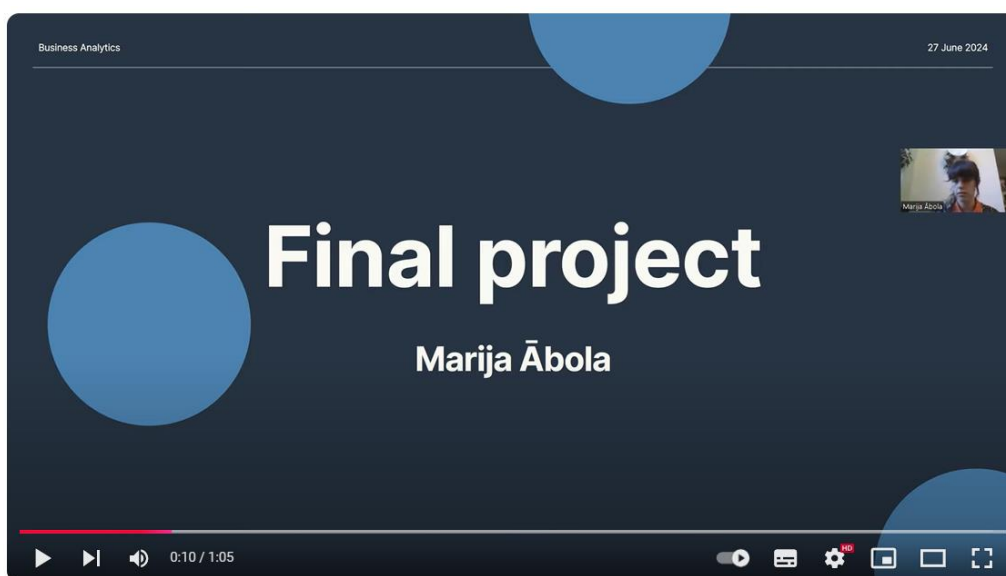 Business Analytics
27 June 2024
Marija Ābola
Final project
Marija Ābola
0:10 / 1:05
HD